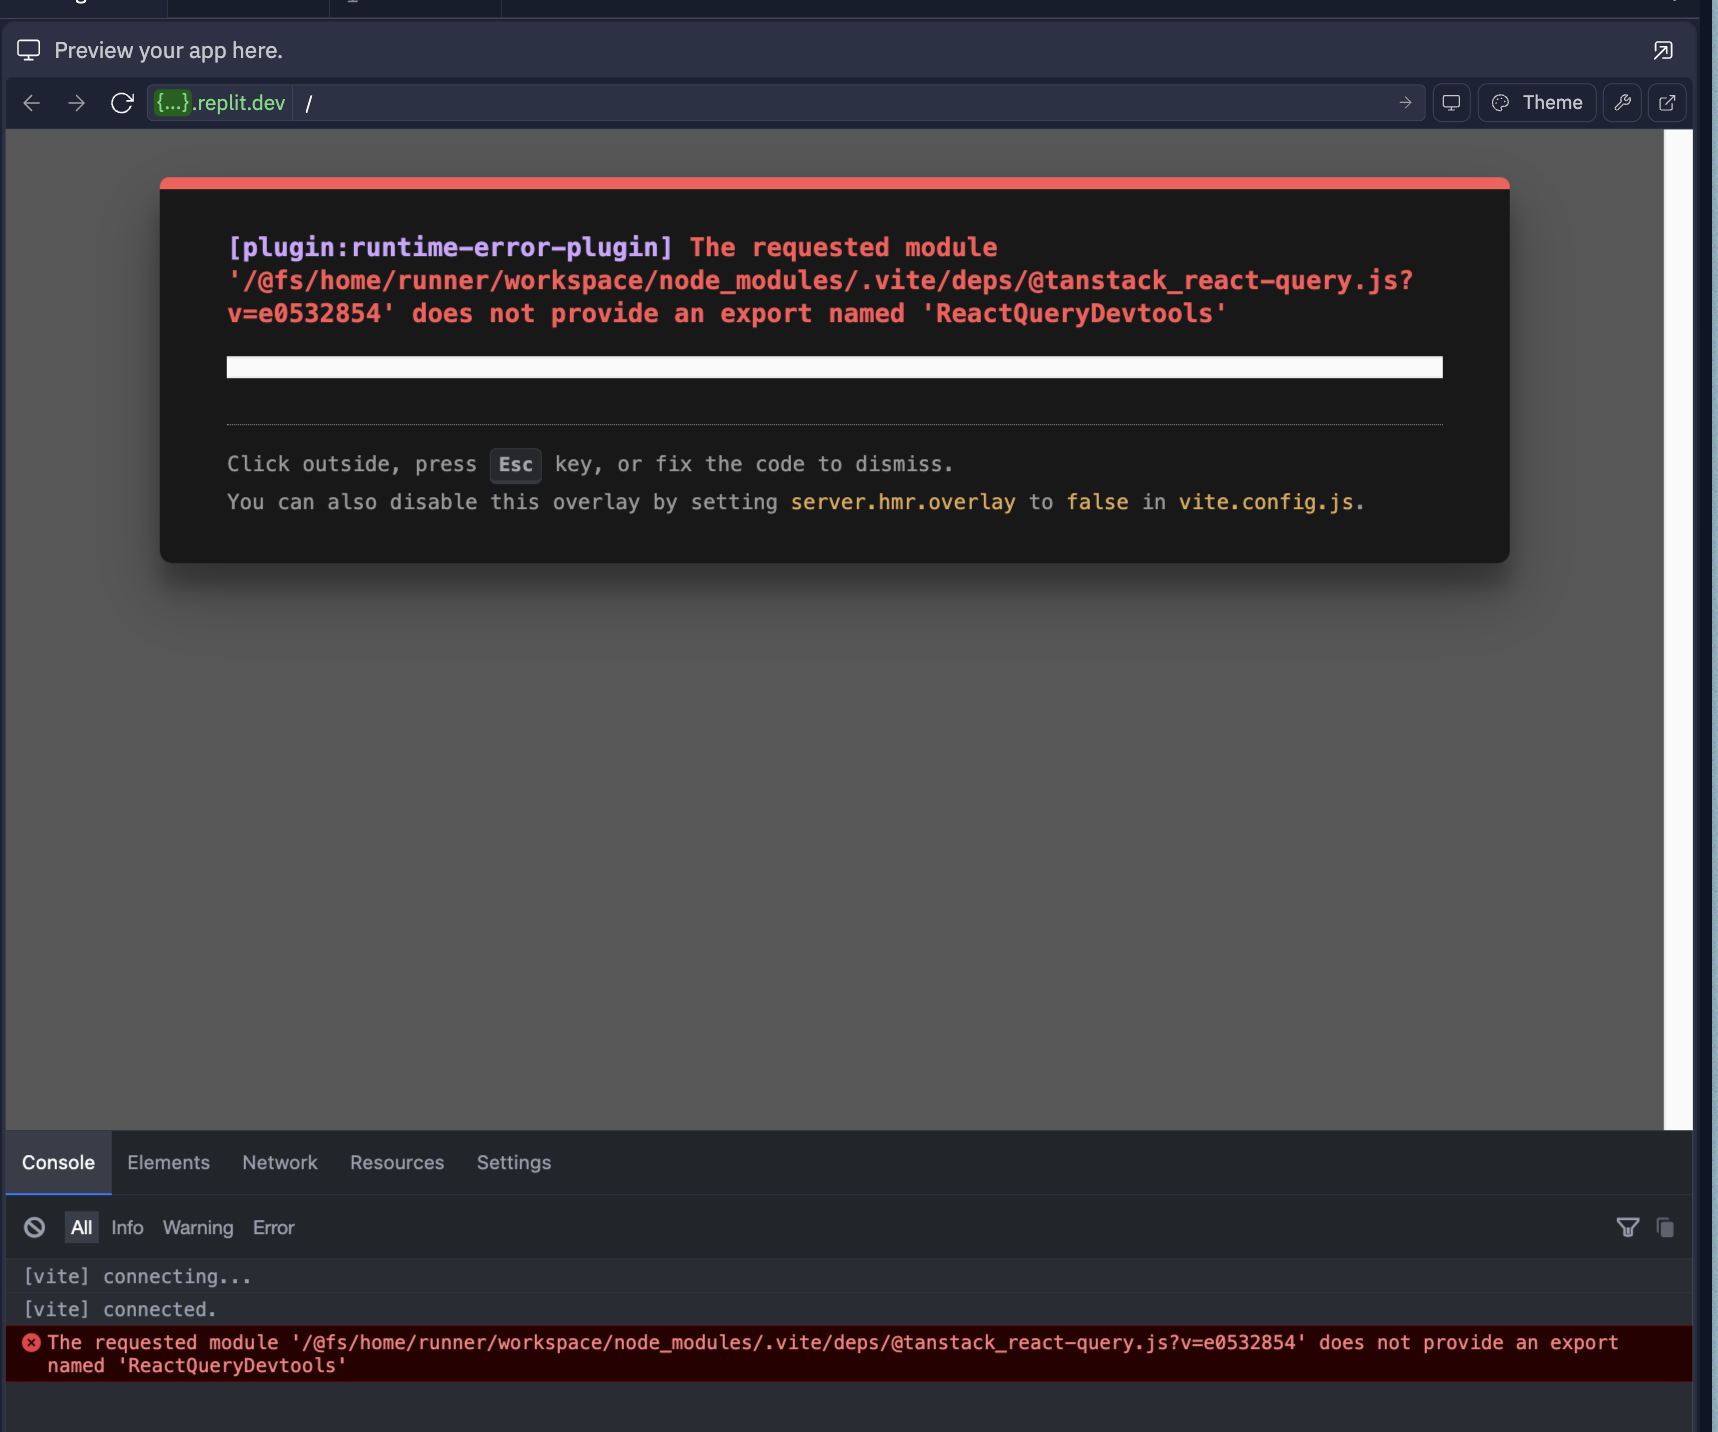 Preview your app here.
{...}.replit.dev /
Theme
[plugin:runtime-error-plugin] The requested module
'/@fs/home/runner/workspace/node_modules/.vite/deps/@tanstack_react-query.js?
v=e0532854' does not provide an export named 'ReactQueryDevtools'
Click outside, press Esc key, or fix the code to dismiss.
You can also disable this overlay by setting server.hmr.overlay to false in vite.config.js.
Console Elements Network Resources Settings
All Info Warning Error
[vite] connecting...
[vite] connected.
The requested module '/@fs/home/runner/workspace/node_modules/.vite/deps/@tanstack_react-query.js?v=e0532854' does not provide an export
named 'ReactQueryDevtools'